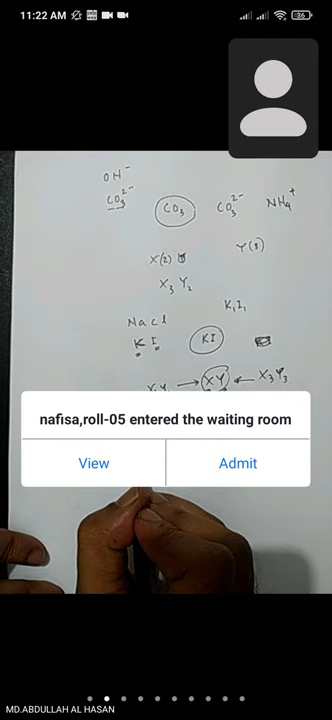 11:22 AM 36
OH⁻
CO₃²⁻ CO₃ CO₃²⁻ NH₄⁺
X(2) Y(3)
X₃ Y₂
K₁I₁
NaCl
KI KI
XY ← X₃Y₃
nafisa,roll-05 entered the waiting room
View Admit
MD.ABDULLAH AL HASAN